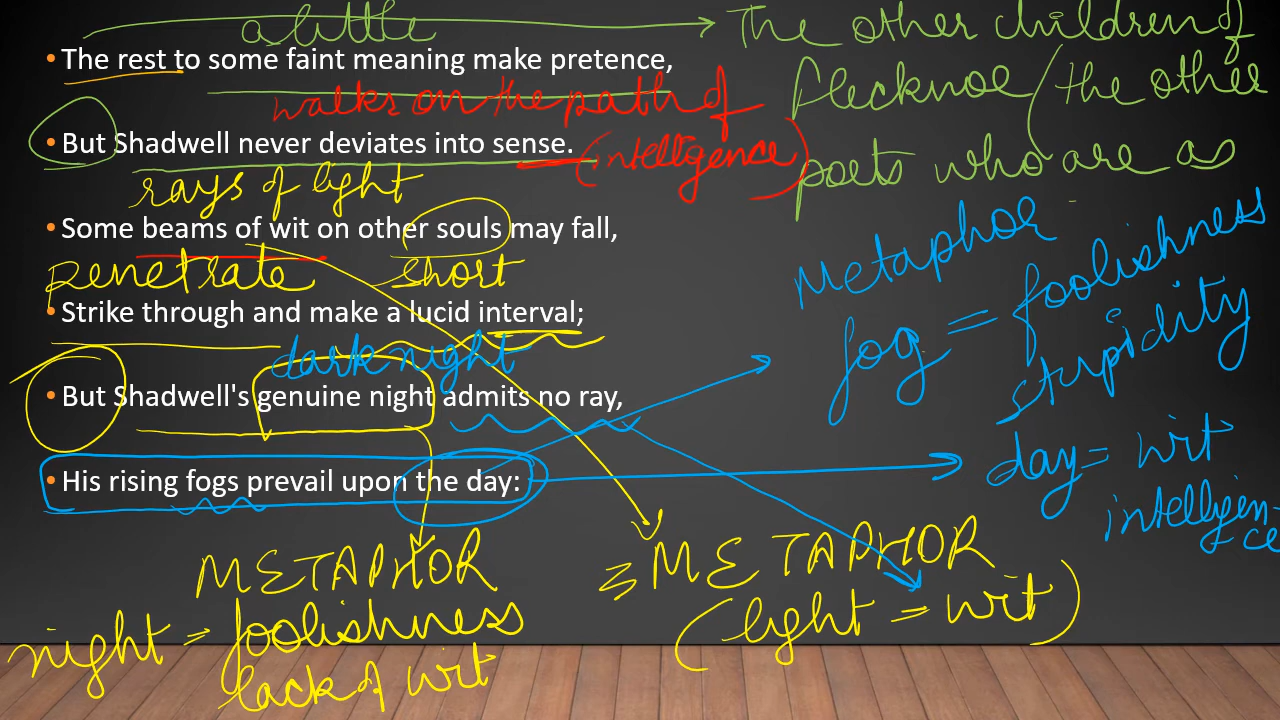 a little
The other children of
• The rest to some faint meaning make pretence,
flecknoe / the other
walks on the path of
• But Shadwell never deviates into sense.
(intelligence)
poets who are as
rays of light
• Some beams of wit on other souls may fall,
Metaphor
penetrate short
fog = foolishness
stupidity
• Strike through and make a lucid interval;
dark night
• But Shadwell's genuine night admits no ray,
day = wit
intelligen-
ce
• His rising fogs prevail upon the day:
METAPHOR
night = foolishness
lack of wit
METAPHOR
(light = wit)